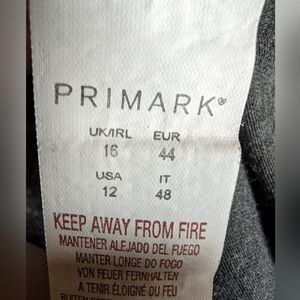 PRIMARK®
UK/IRL EUR
16 44
USA IT
12 48
KEEP AWAY FROM FIRE
MANTENER ALEJADO DEL FUEGO
MANTER LONGE DO FOGO
VON FEUER FERNHALTEN
A TENIR ÉLOIGNÉ DU FEU
BUITEN